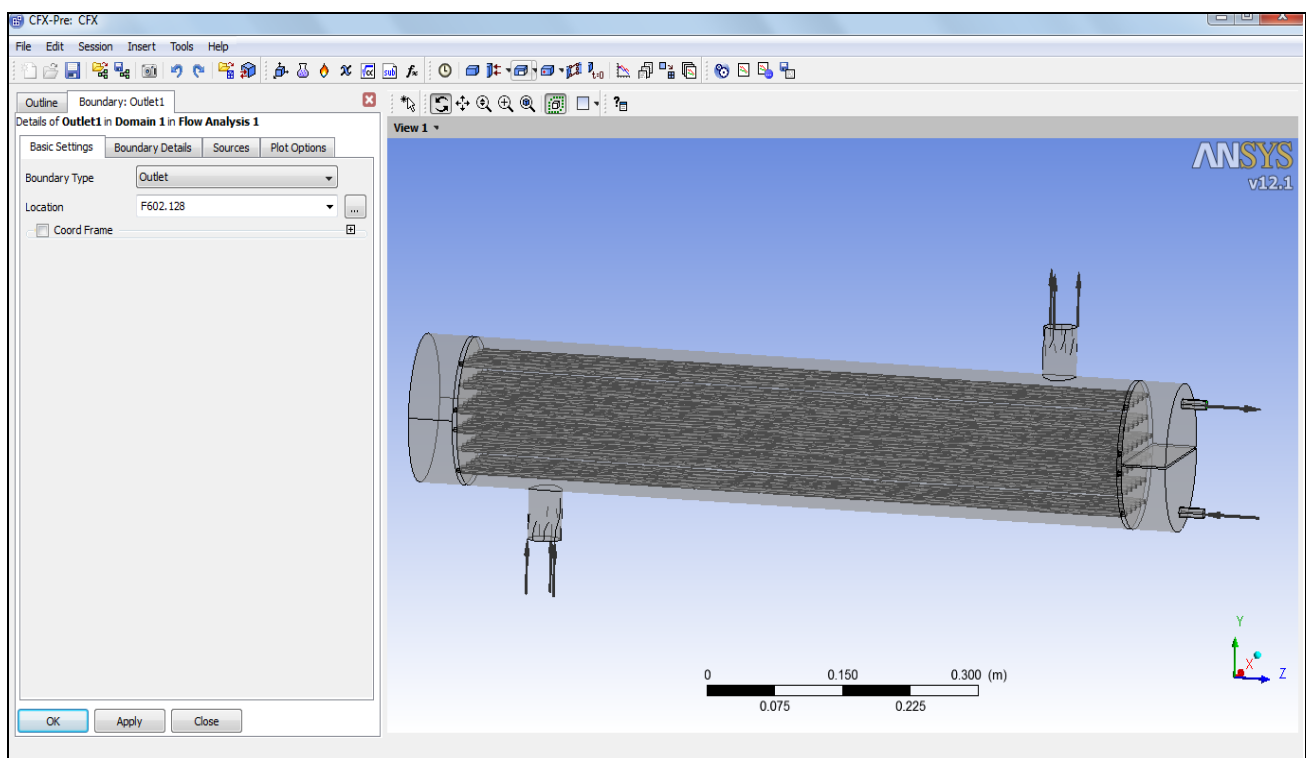 CFX-Pre: CFX
File Edit Session Insert Tools Help
Outline Boundary: Outlet1
Details of Outlet1 in Domain 1 in Flow Analysis 1
Basic Settings Boundary Details Sources Plot Options
Boundary Type Outlet
Location F602.128 ...
Coord Frame
OK Apply Close
View 1
ANSYS
v12.1
0 0.150 0.300 (m)
0.075 0.225
Y
X
Z